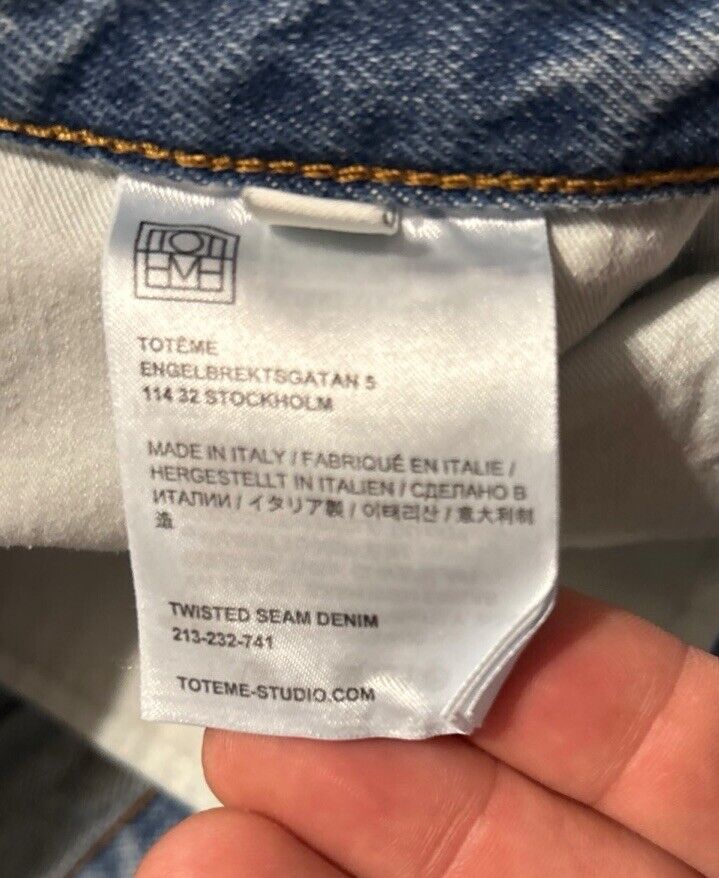 TOTEME
TOTÊME
ENGELBREKTSGATAN 5
114 32 STOCKHOLM
MADE IN ITALY / FABRIQUÉ EN ITALIE /
HERGESTELLT IN ITALIEN / СДЕЛАНО В
ИТАЛИИ / イタリア製 / 이태리산 / 意大利制
造
TWISTED SEAM DENIM
213-232-741
TOTEME-STUDIO.COM